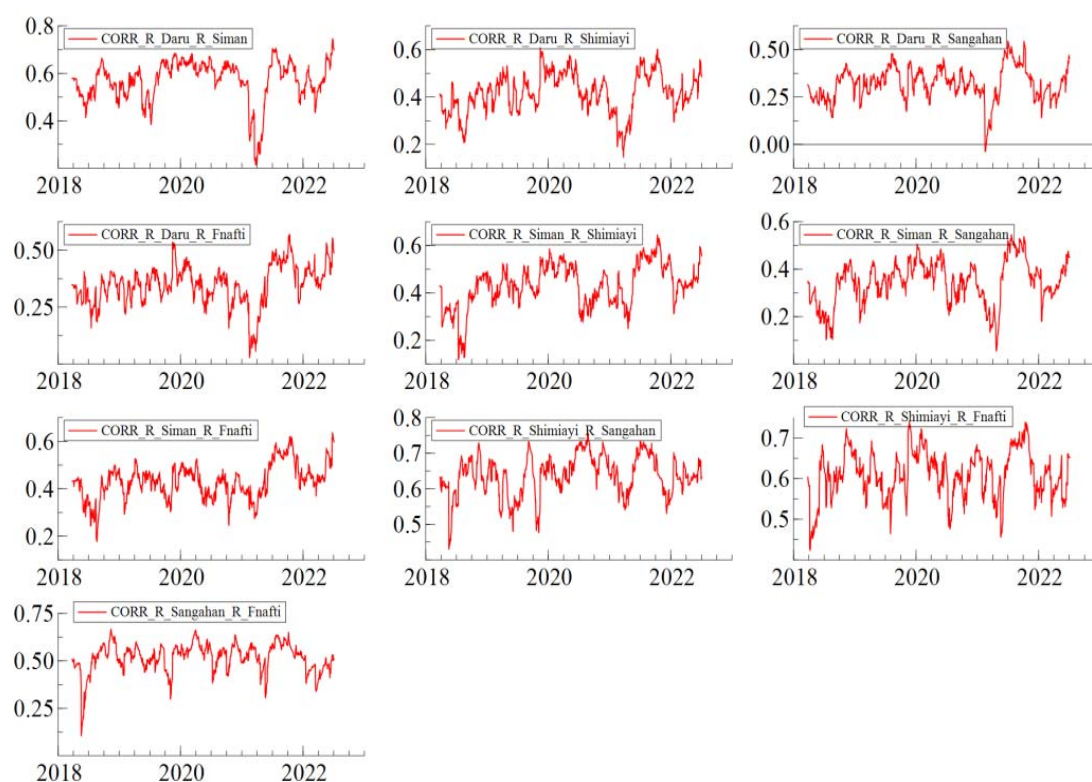 CORR_R_Daru_R_Siman
0.8
0.6
0.4
2018 2020 2022
CORR_R_Daru_R_Shimiayi
0.6
0.4
0.2
2018 2020 2022
CORR_R_Daru_R_Sangahan
0.50
0.25
0.00
2018 2020 2022
CORR_R_Daru_R_Fnafti
0.50
0.25
2018 2020 2022
CORR_R_Siman_R_Shimiayi
0.6
0.4
0.2
2018 2020 2022
CORR_R_Siman_R_Sangahan
0.6
0.4
0.2
2018 2020 2022
CORR_R_Siman_R_Fnafti
0.6
0.4
0.2
2018 2020 2022
CORR_R_Shimiayi_R_Sangahan
0.8
0.7
0.6
0.5
2018 2020 2022
CORR_R_Shimiayi_R_Fnafti
0.7
0.6
0.5
2018 2020 2022
CORR_R_Sangahan_R_Fnafti
0.75
0.50
0.25
2018 2020 2022